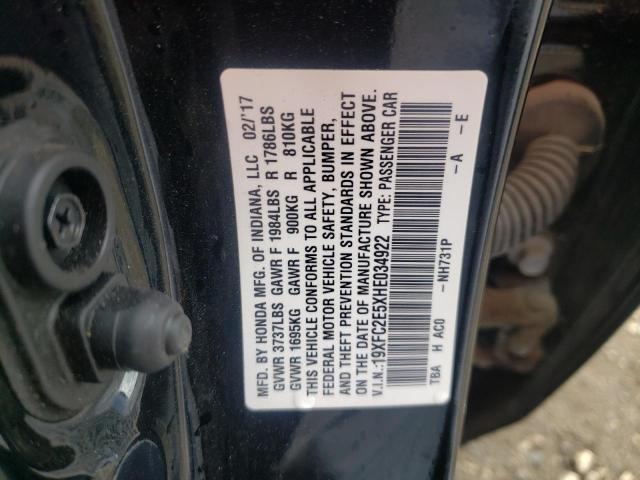 MFD. BY HONDA MFG. OF INDIANA, LLC 02/'17
GVWR 3737LBS GAWR F 1984LBS R 1786LBS
GVWR 1695KG GAWR F 900KG R 810KG
THIS VEHICLE CONFORMS TO ALL APPLICABLE
FEDERAL MOTOR VEHICLE SAFETY, BUMPER,
AND THEFT PREVENTION STANDARDS IN EFFECT
ON THE DATE OF MANUFACTURE SHOWN ABOVE.
V.I.N.:19XFC2E5XHE034922 TYPE: PASSENGER CAR
-NH731P -A -E
TBA H AC0